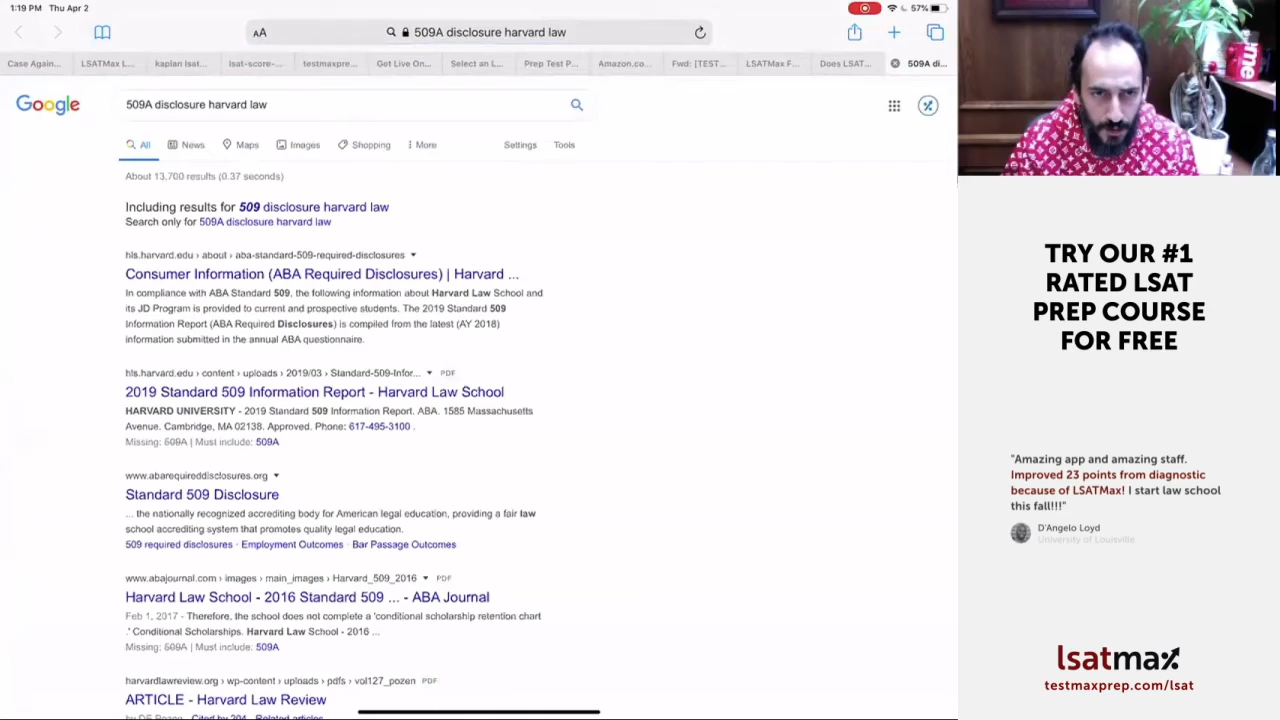 1:19 PM Thu Apr 2
57%
AA
509A disclosure harvard law
Case Again...
LSATMax L...
kaplan lsat...
lsat-score-...
testmaxpre...
Got Live On...
Select an L...
Prep Test P...
Amazon.co...
Fwd: [TEST...
LSATMax F...
Does LSAT...
509A di...
Google
509A disclosure harvard law
All
News
Maps
Images
Shopping
More
Settings
Tools
About 13,700 results (0.37 seconds)
Including results for 509 disclosure harvard law
Search only for 509A disclosure harvard law
hls.harvard.edu › about › aba-standard-509-required-disclosures
Consumer Information (ABA Required Disclosures) | Harvard ...
In compliance with ABA Standard 509, the following information about Harvard Law School and
its JD Program is provided to current and prospective students. The 2019 Standard 509
Information Report (ABA Required Disclosures) is compiled from the latest (AY 2018)
information submitted in the annual ABA questionnaire.
hls.harvard.edu › content › uploads › 2019/03 › Standard-509-Infor... PDF
2019 Standard 509 Information Report - Harvard Law School
HARVARD UNIVERSITY - 2019 Standard 509 Information Report. ABA. 1585 Massachusetts
Avenue. Cambridge, MA 02138. Approved. Phone: 617-495-3100 .
Missing: 509A | Must include: 509A
www.abarequireddisclosures.org
Standard 509 Disclosure
... the nationally recognized accrediting body for American legal education, providing a fair law
school accrediting system that promotes quality legal education.
509 required disclosures · Employment Outcomes · Bar Passage Outcomes
www.abajournal.com › images › main_images › Harvard_509_2016 PDF
Harvard Law School - 2016 Standard 509 ... - ABA Journal
Feb 1, 2017 - Therefore, the school does not complete a 'conditional scholarship retention chart
.' Conditional Scholarships. Harvard Law School - 2016 ...
Missing: 509A | Must include: 509A
harvardlawreview.org › wp-content › uploads › pdfs › vol127_pozen PDF
ARTICLE - Harvard Law Review
by DE Pozen · Cited by 204 · Related articles
me
TRY OUR #1
RATED LSAT
PREP COURSE
FOR FREE
"Amazing app and amazing staff.
Improved 23 points from diagnostic
because of LSATMax! I start law school
this fall!!!"
D'Angelo Loyd
University of Louisville
lsatmax
testmaxprep.com/lsat